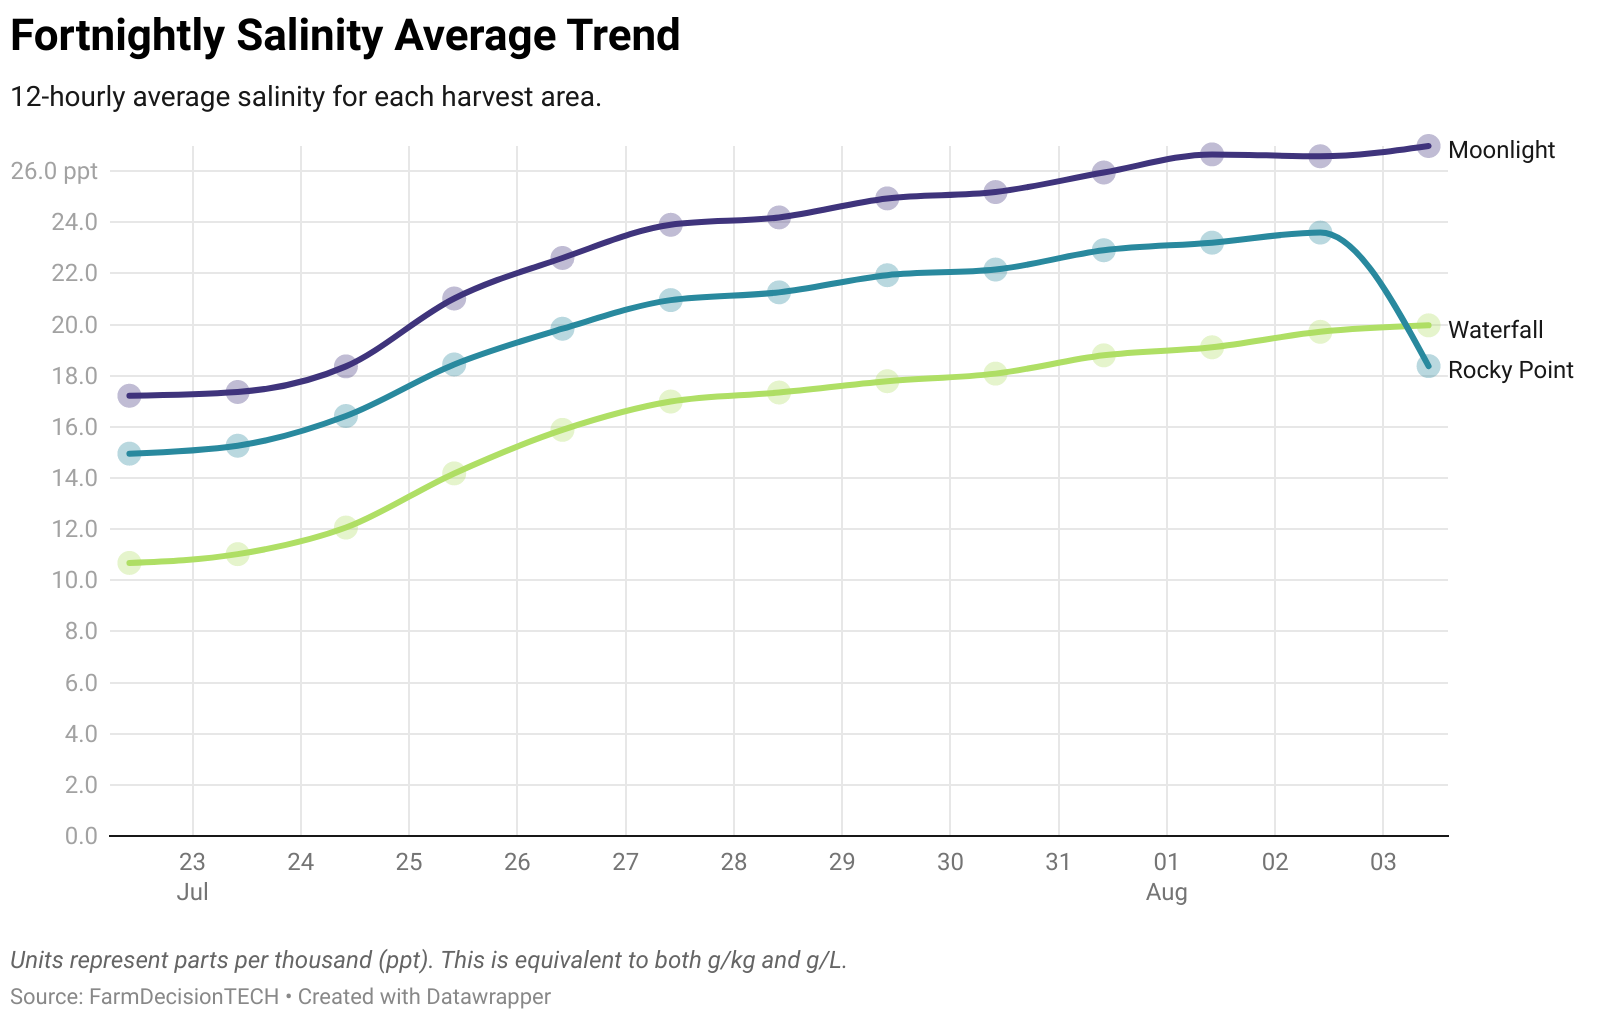 Fortnightly Salinity Average Trend
12-hourly average salinity for each harvest area.
26.0 ppt
24.0
22.0
20.0
18.0
16.0
14.0
12.0
10.0
8.0
6.0
4.0
2.0
0.0
Moonlight
Waterfall
Rocky Point
23 24 25 26 27 28 29 30 31 01 02 03
Jul Aug
Units represent parts per thousand (ppt). This is equivalent to both g/kg and g/L.
Source: FarmDecisionTECH • Created with Datawrapper